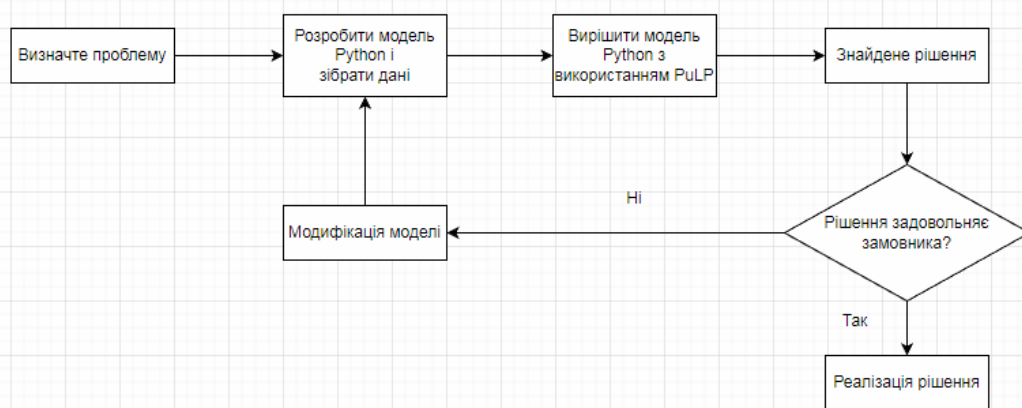 Визначте проблему
Розробити модель
Python і
зібрати дані
Вирішити модель
Python з
використанням PuLP
Знайдене рішення
Ні
Модифікація моделі
Рішення задовольняє
замовника?
Так
Реалізація рішення